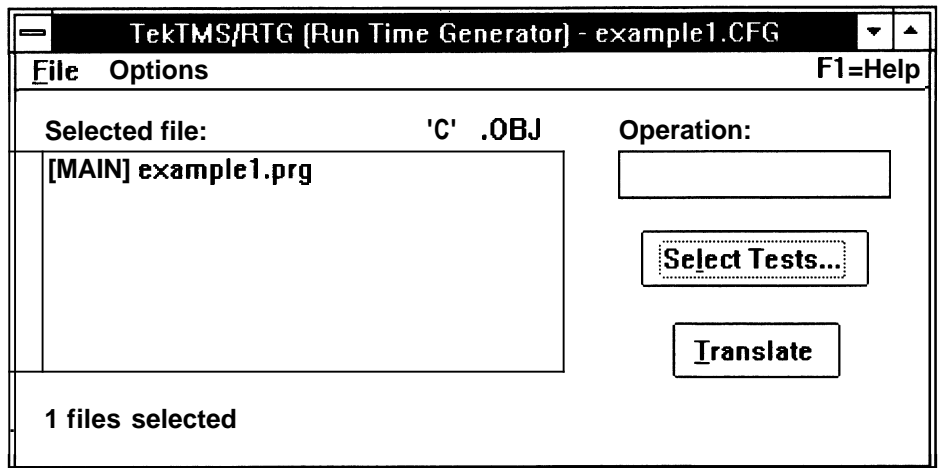 TekTMS/RTG (Run Time Generator) - example1.CFG
File Options F1=Help
Selected file: 'C' .OBJ Operation:
[MAIN] example1.prg
Select Tests...
Translate
1 files selected